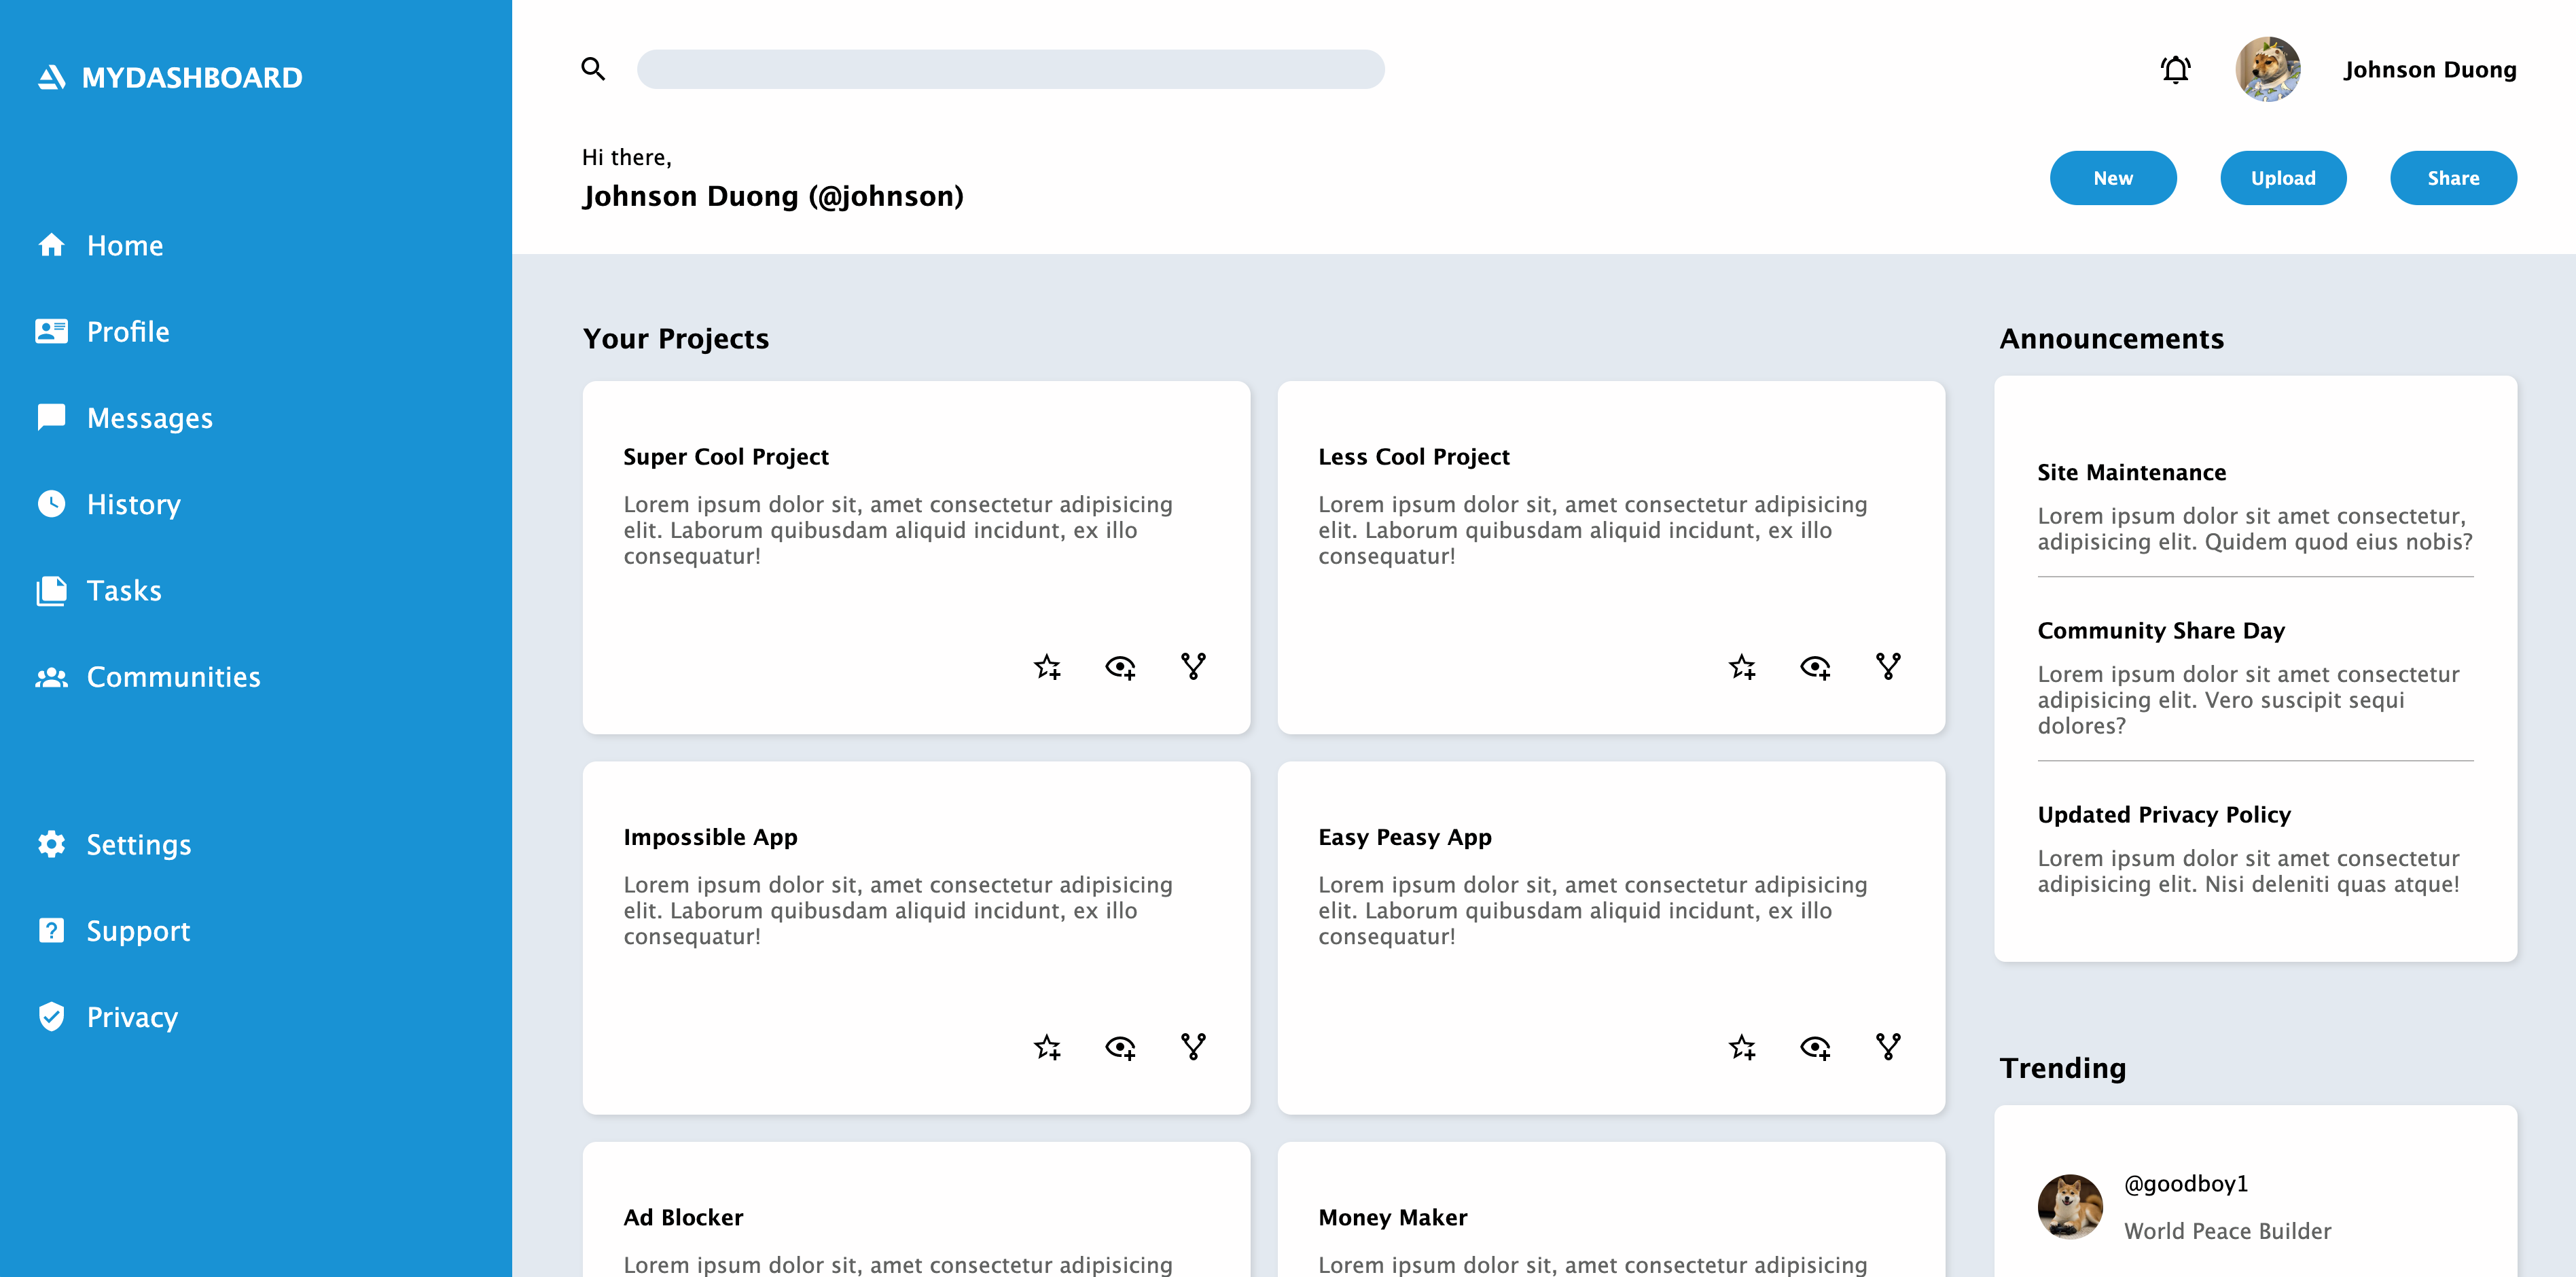 MYDASHBOARD
Home
Profile
Messages
History
Tasks
Communities
Settings
Support
Privacy
Johnson Duong
Hi there,
Johnson Duong (@johnson)
New
Upload
Share
Your Projects
Super Cool Project
Lorem ipsum dolor sit, amet consectetur adipisicing
elit. Laborum quibusdam aliquid incidunt, ex illo
consequatur!
Less Cool Project
Lorem ipsum dolor sit, amet consectetur adipisicing
elit. Laborum quibusdam aliquid incidunt, ex illo
consequatur!
Impossible App
Lorem ipsum dolor sit, amet consectetur adipisicing
elit. Laborum quibusdam aliquid incidunt, ex illo
consequatur!
Easy Peasy App
Lorem ipsum dolor sit, amet consectetur adipisicing
elit. Laborum quibusdam aliquid incidunt, ex illo
consequatur!
Ad Blocker
Lorem ipsum dolor sit, amet consectetur adipisicing
Money Maker
Lorem ipsum dolor sit, amet consectetur adipisicing
Announcements
Site Maintenance
Lorem ipsum dolor sit amet consectetur,
adipisicing elit. Quidem quod eius nobis?
Community Share Day
Lorem ipsum dolor sit amet consectetur
adipisicing elit. Vero suscipit sequi
dolores?
Updated Privacy Policy
Lorem ipsum dolor sit amet consectetur
adipisicing elit. Nisi deleniti quas atque!
Trending
@goodboy1
World Peace Builder